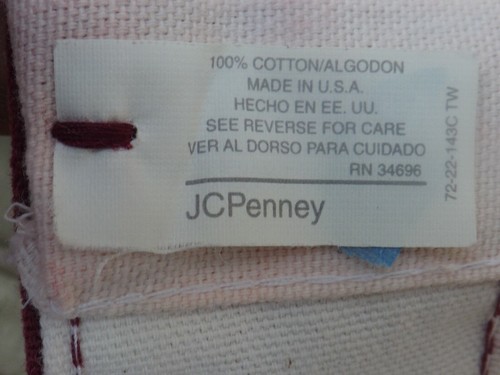 100% COTTON/ALGODON
MADE IN U.S.A.
HECHO EN EE. UU.
SEE REVERSE FOR CARE
VER AL DORSO PARA CUIDADO
RN 34696
JCPenney
72-22-143C TW